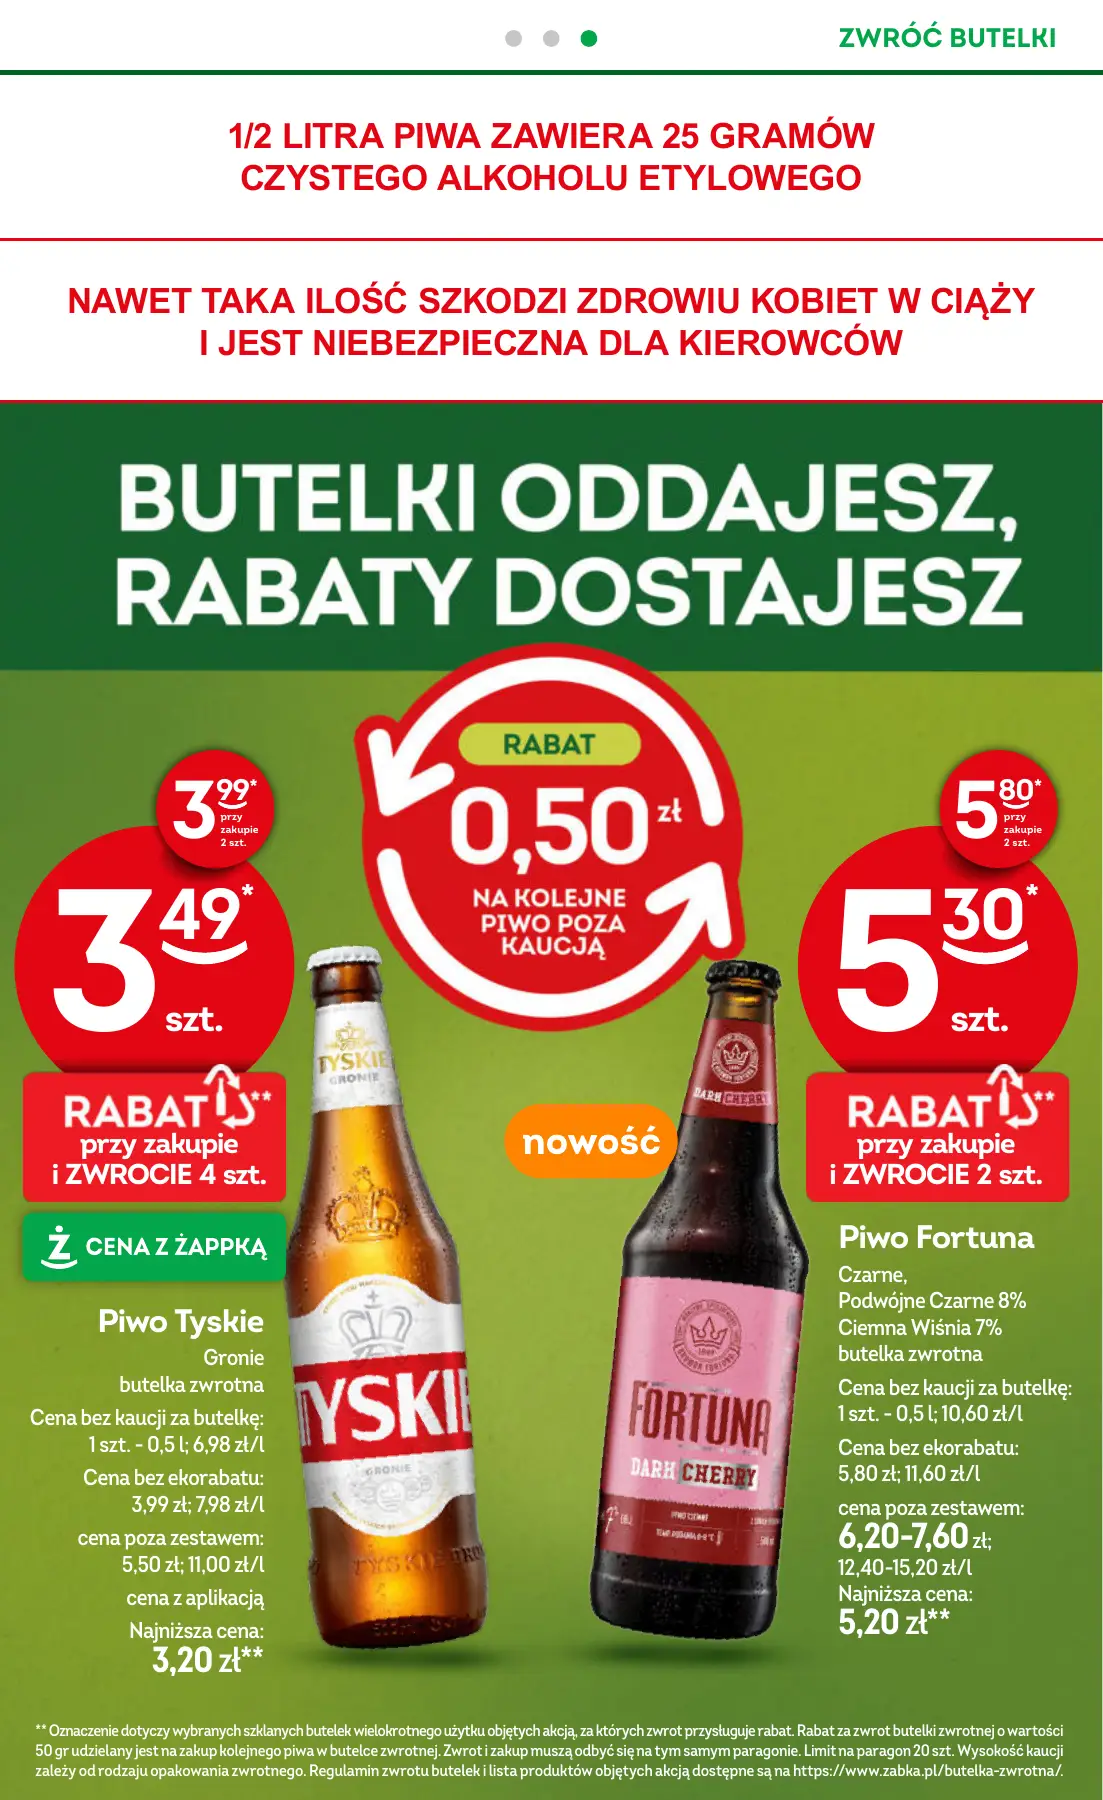 ZWRÓĆ BUTELKI
1/2 LITRA PIWA ZAWIERA 25 GRAMÓW
CZYSTEGO ALKOHOLU ETYLOWEGO
NAWET TAKA ILOŚĆ SZKODZI ZDROWIU KOBIET W CIĄŻY
I JEST NIEBEZPIECZNA DLA KIEROWCÓW
BUTELKI ODDAJESZ,
RABATY DOSTAJESZ
RABAT
0,50 zł
NA KOLEJNE
PIWO POZA
KAUCJĄ
3 99*
przy
zakupie
2 szt.
3 49*
szt.
RABAT**
przy zakupie
i ZWROCIE 4 szt.
Ż CENA Z ŻAPPKĄ
Piwo Tyskie
Gronie
butelka zwrotna
Cena bez kaucji za butelkę:
1 szt. - 0,5 l; 6,98 zł/l
Cena bez ekorabatu:
3,99 zł; 7,98 zł/l
cena poza zestawem:
5,50 zł; 11,00 zł/l
cena z aplikacją
Najniższa cena:
3,20 zł**
TYSKIE
GRONIE
TYSKIE
GRONIE
nowość
DARK CHERRY
FORTUNA
DARK CHERRY
PIWO CIEMNE
5 80*
przy
zakupie
2 szt.
5 30*
szt.
RABAT**
przy zakupie
i ZWROCIE 2 szt.
Piwo Fortuna
Czarne,
Podwójne Czarne 8%
Ciemna Wiśnia 7%
butelka zwrotna
Cena bez kaucji za butelkę:
1 szt. - 0,5 l; 10,60 zł/l
Cena bez ekorabatu:
5,80 zł; 11,60 zł/l
cena poza zestawem:
6,20-7,60 zł;
12,40-15,20 zł/l
Najniższa cena:
5,20 zł**
** Oznaczenie dotyczy wybranych szklanych butelek wielokrotnego użytku objętych akcją, za których zwrot przysługuje rabat. Rabat za zwrot butelki zwrotnej o wartości
50 gr udzielany jest na zakup kolejnego piwa w butelce zwrotnej. Zwrot i zakup muszą odbyć się na tym samym paragonie. Limit na paragon 20 szt. Wysokość kaucji
zależy od rodzaju opakowania zwrotnego. Regulamin zwrotu butelek i lista produktów objętych akcją dostępne są na https://www.zabka.pl/butelka-zwrotna/.